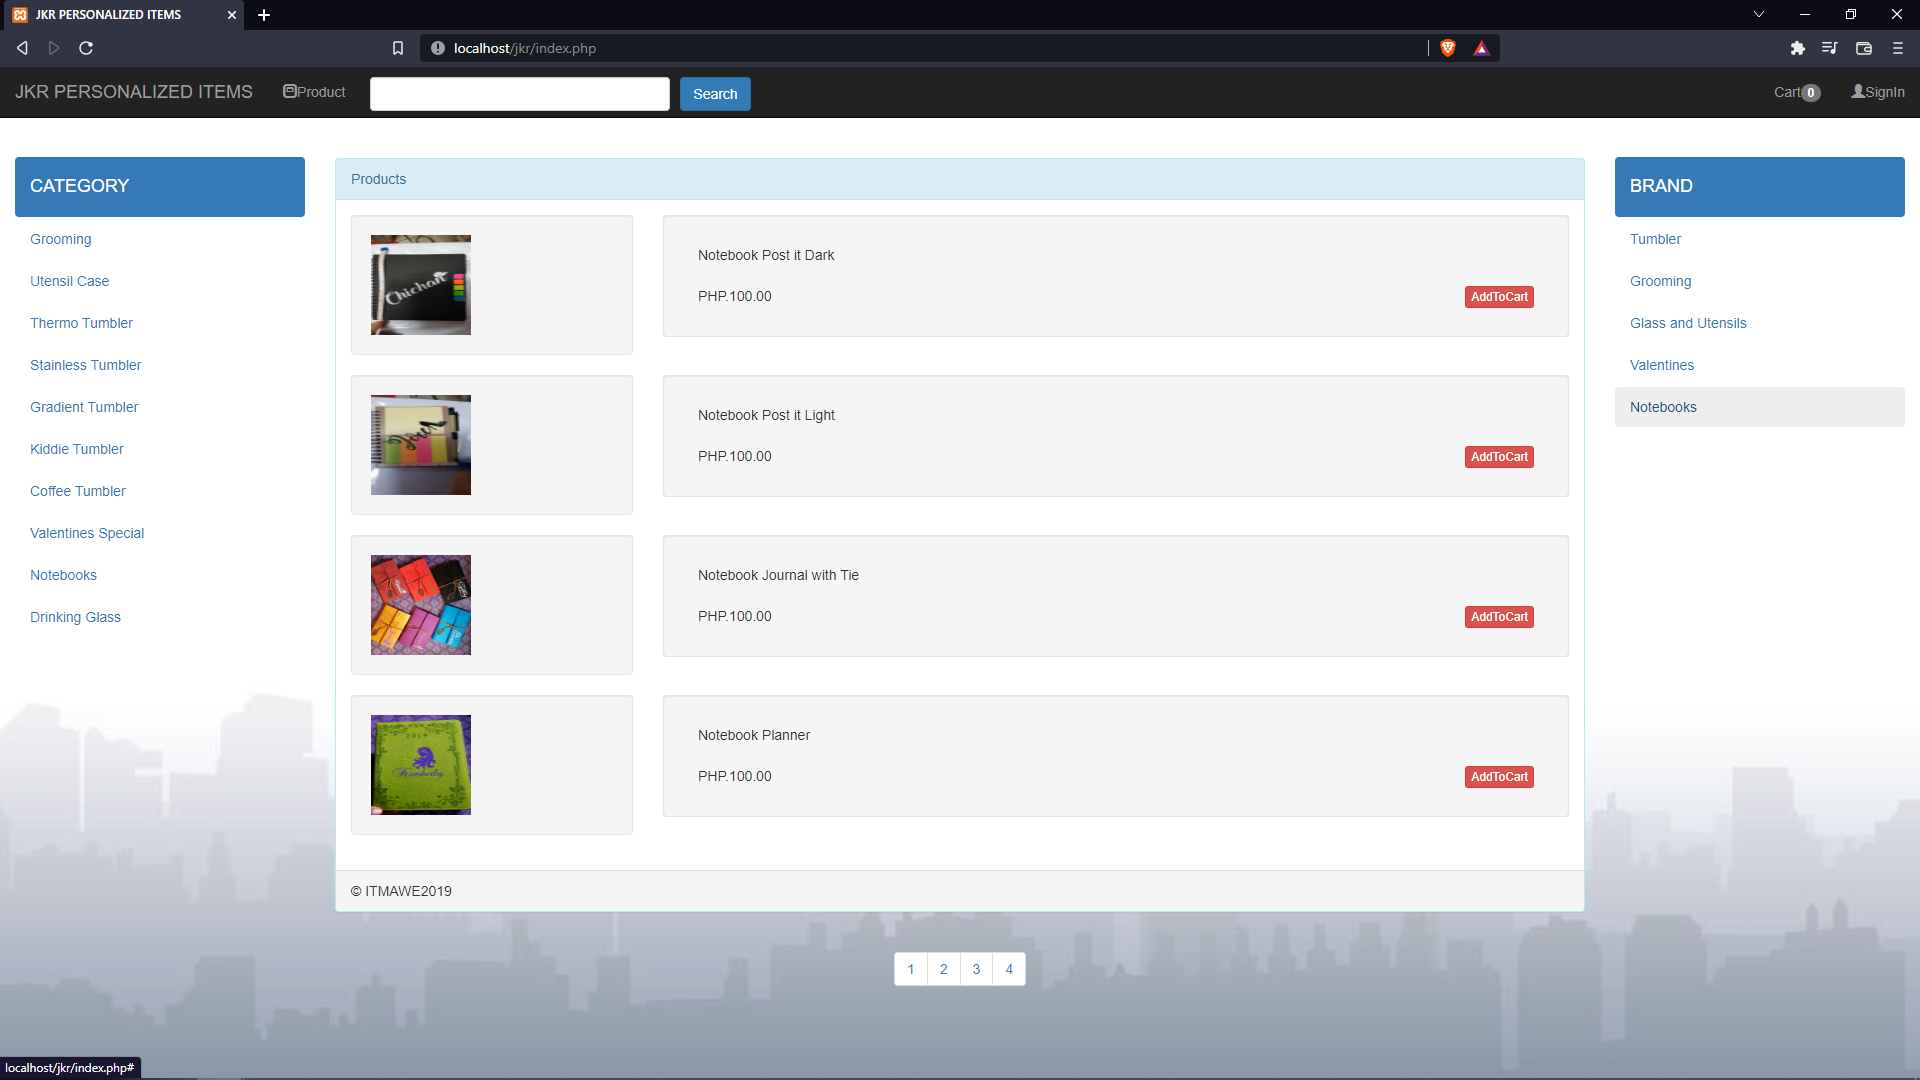 JKR PERSONALIZED ITEMS
localhost/jkr/index.php
JKR PERSONALIZED ITEMS
Product
Search
Cart 0
SignIn
CATEGORY
Grooming
Utensil Case
Thermo Tumbler
Stainless Tumbler
Gradient Tumbler
Kiddie Tumbler
Coffee Tumbler
Valentines Special
Notebooks
Drinking Glass
Products
Chichan
Notebook Post it Dark
PHP.100.00
AddToCart
Notebook Post it Light
PHP.100.00
AddToCart
Notebook Journal with Tie
PHP.100.00
AddToCart
2019
Kimberly
Notebook Planner
PHP.100.00
AddToCart
© ITMAWE2019
1 2 3 4
BRAND
Tumbler
Grooming
Glass and Utensils
Valentines
Notebooks
localhost/jkr/index.php#